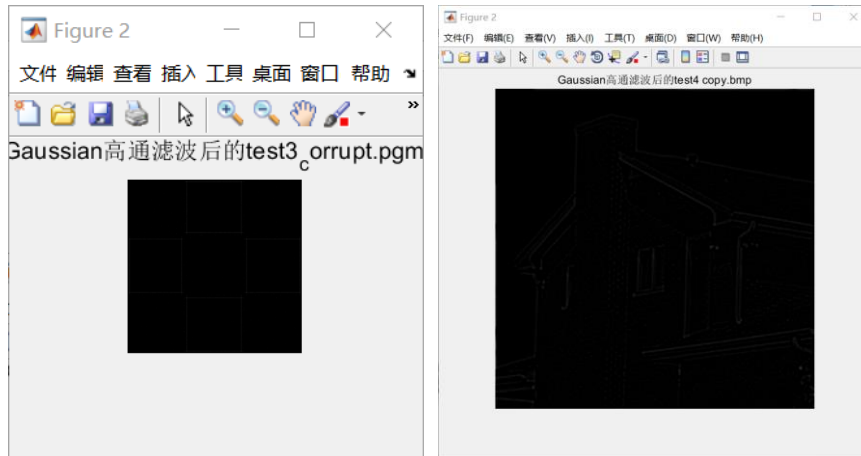 Figure 2
文件 编辑 查看 插入 工具 桌面 窗口 帮助
Gaussian高通滤波后的test3corrupt.pgm
Figure 2
文件(F) 编辑(E) 查看(V) 插入(I) 工具(T) 桌面(D) 窗口(W) 帮助(H)
Gaussian高通滤波后的test4 copy.bmp